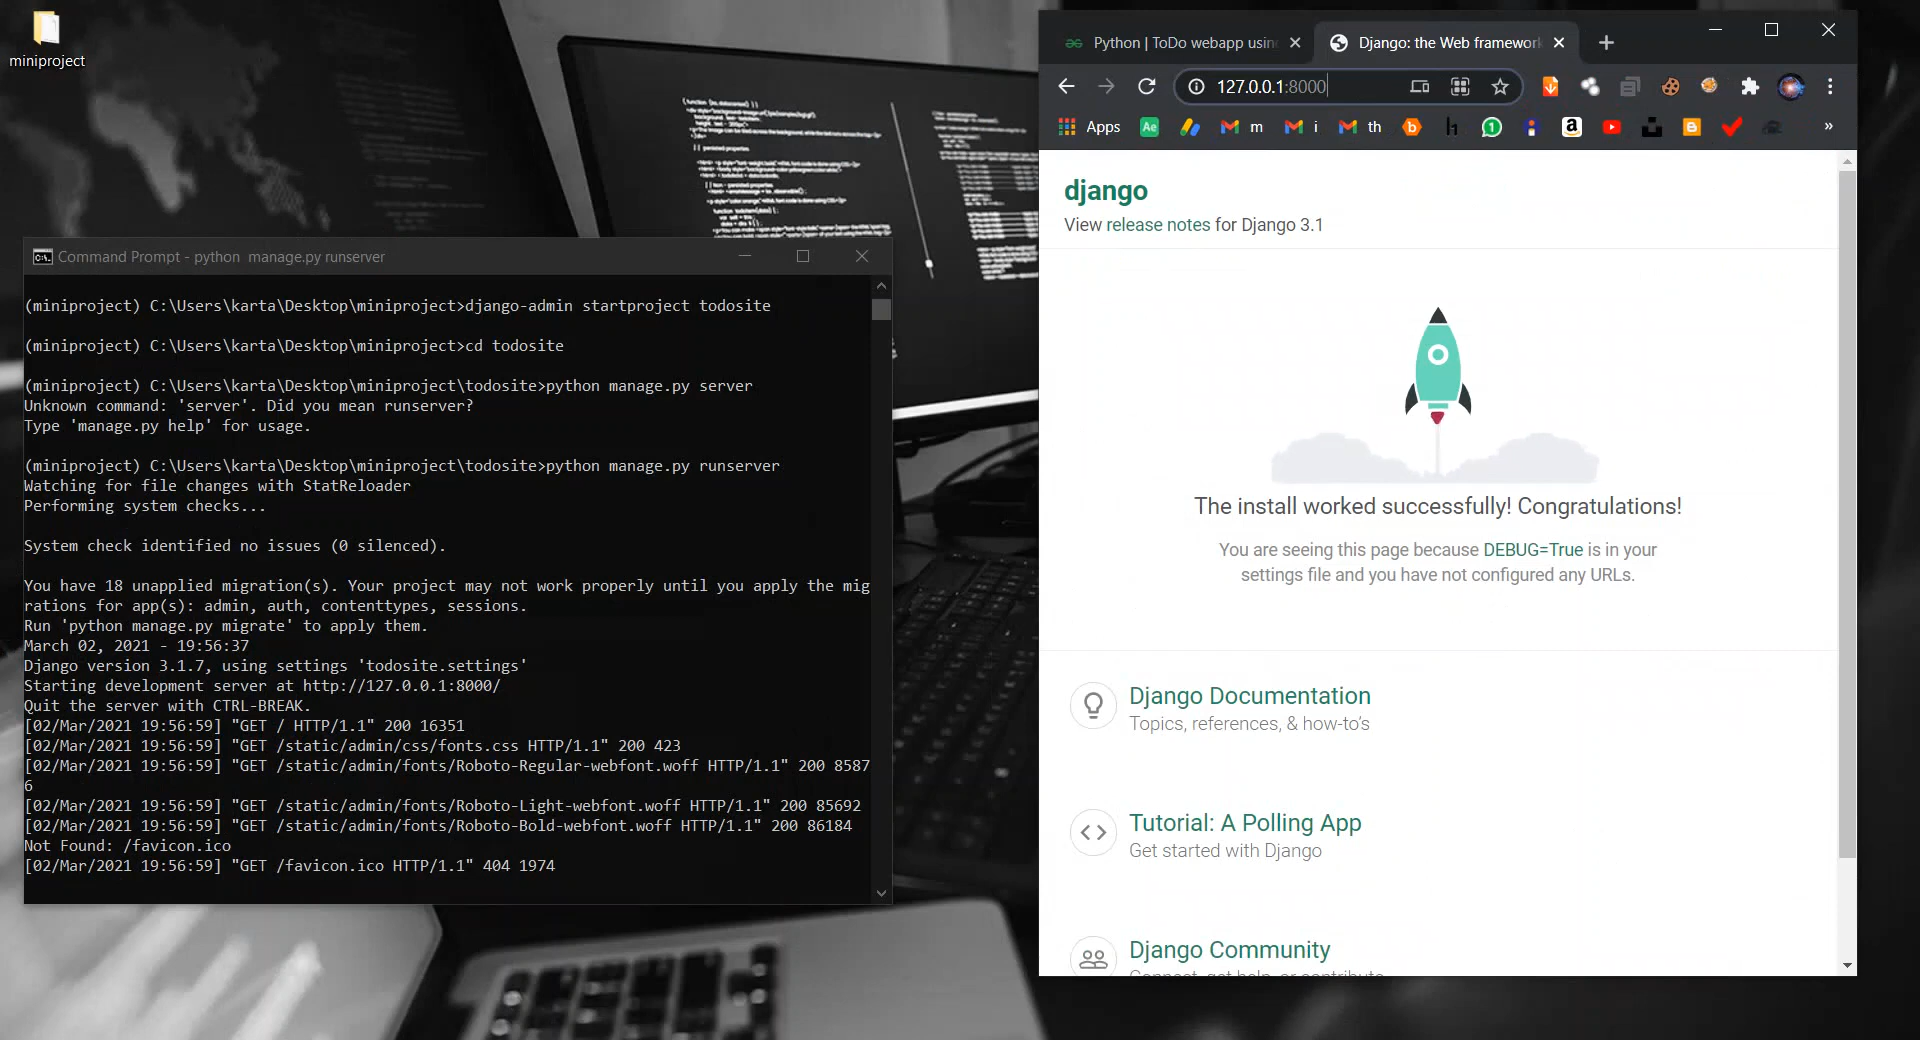 miniproject
Command Prompt - python  manage.py runserver
(miniproject) C:\Users\karta\Desktop\miniproject>django-admin startproject todosite
(miniproject) C:\Users\karta\Desktop\miniproject>cd todosite
(miniproject) C:\Users\karta\Desktop\miniproject\todosite>python manage.py server
Unknown command: 'server'. Did you mean runserver?
Type 'manage.py help' for usage.
(miniproject) C:\Users\karta\Desktop\miniproject\todosite>python manage.py runserver
Watching for file changes with StatReloader
Performing system checks...
System check identified no issues (0 silenced).
You have 18 unapplied migration(s). Your project may not work properly until you apply the mig
rations for app(s): admin, auth, contenttypes, sessions.
Run 'python manage.py migrate' to apply them.
March 02, 2021 - 19:56:37
Django version 3.1.7, using settings 'todosite.settings'
Starting development server at http://127.0.0.1:8000/
Quit the server with CTRL-BREAK.
[02/Mar/2021 19:56:59] "GET / HTTP/1.1" 200 16351
[02/Mar/2021 19:56:59] "GET /static/admin/css/fonts.css HTTP/1.1" 200 423
[02/Mar/2021 19:56:59] "GET /static/admin/fonts/Roboto-Regular-webfont.woff HTTP/1.1" 200 8587
6
[02/Mar/2021 19:56:59] "GET /static/admin/fonts/Roboto-Light-webfont.woff HTTP/1.1" 200 85692
[02/Mar/2021 19:56:59] "GET /static/admin/fonts/Roboto-Bold-webfont.woff HTTP/1.1" 200 86184
Not Found: /favicon.ico
[02/Mar/2021 19:56:59] "GET /favicon.ico HTTP/1.1" 404 1974
Python | ToDo webapp using
Django: the Web framework
127.0.0.1:8000
Apps Ae m i th
django
View release notes for Django 3.1
The install worked successfully! Congratulations!
You are seeing this page because DEBUG=True is in your
settings file and you have not configured any URLs.
Django Documentation
Topics, references, & how-to's
Tutorial: A Polling App
Get started with Django
Django Community
Connect, get help, or contribute